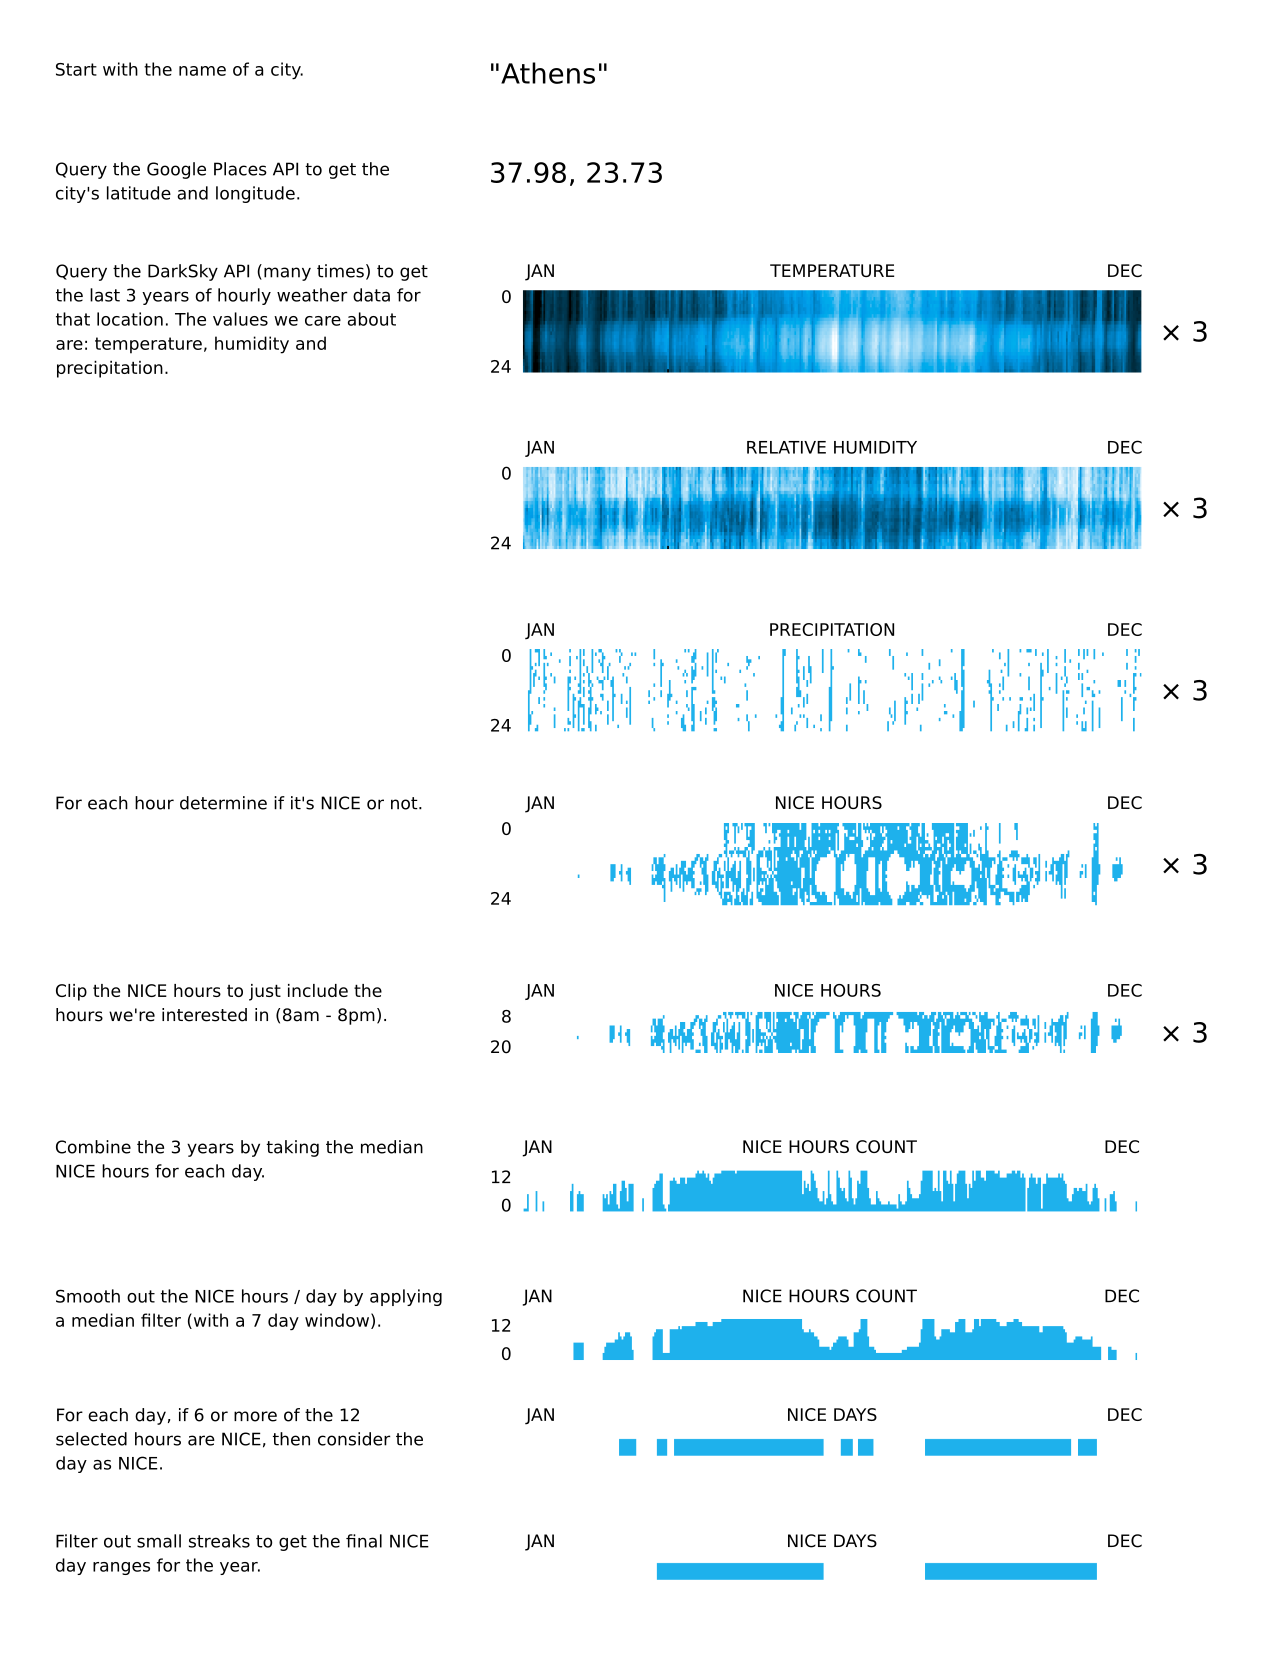 Start with the name of a city.
"Athens"
Query the Google Places API to get the
city's latitude and longitude.
37.98, 23.73
Query the DarkSky API (many times) to get
the last 3 years of hourly weather data for
that location. The values we care about
are: temperature, humidity and
precipitation.
JAN TEMPERATURE DEC
0
24
× 3
JAN RELATIVE HUMIDITY DEC
0
24
× 3
JAN PRECIPITATION DEC
0
24
× 3
For each hour determine if it's NICE or not.
JAN NICE HOURS DEC
0
24
× 3
Clip the NICE hours to just include the
hours we're interested in (8am - 8pm).
JAN NICE HOURS DEC
8
20
× 3
Combine the 3 years by taking the median
NICE hours for each day.
JAN NICE HOURS COUNT DEC
12
0
Smooth out the NICE hours / day by applying
a median filter (with a 7 day window).
JAN NICE HOURS COUNT DEC
12
0
For each day, if 6 or more of the 12
selected hours are NICE, then consider the
day as NICE.
JAN NICE DAYS DEC
Filter out small streaks to get the final NICE
day ranges for the year.
JAN NICE DAYS DEC